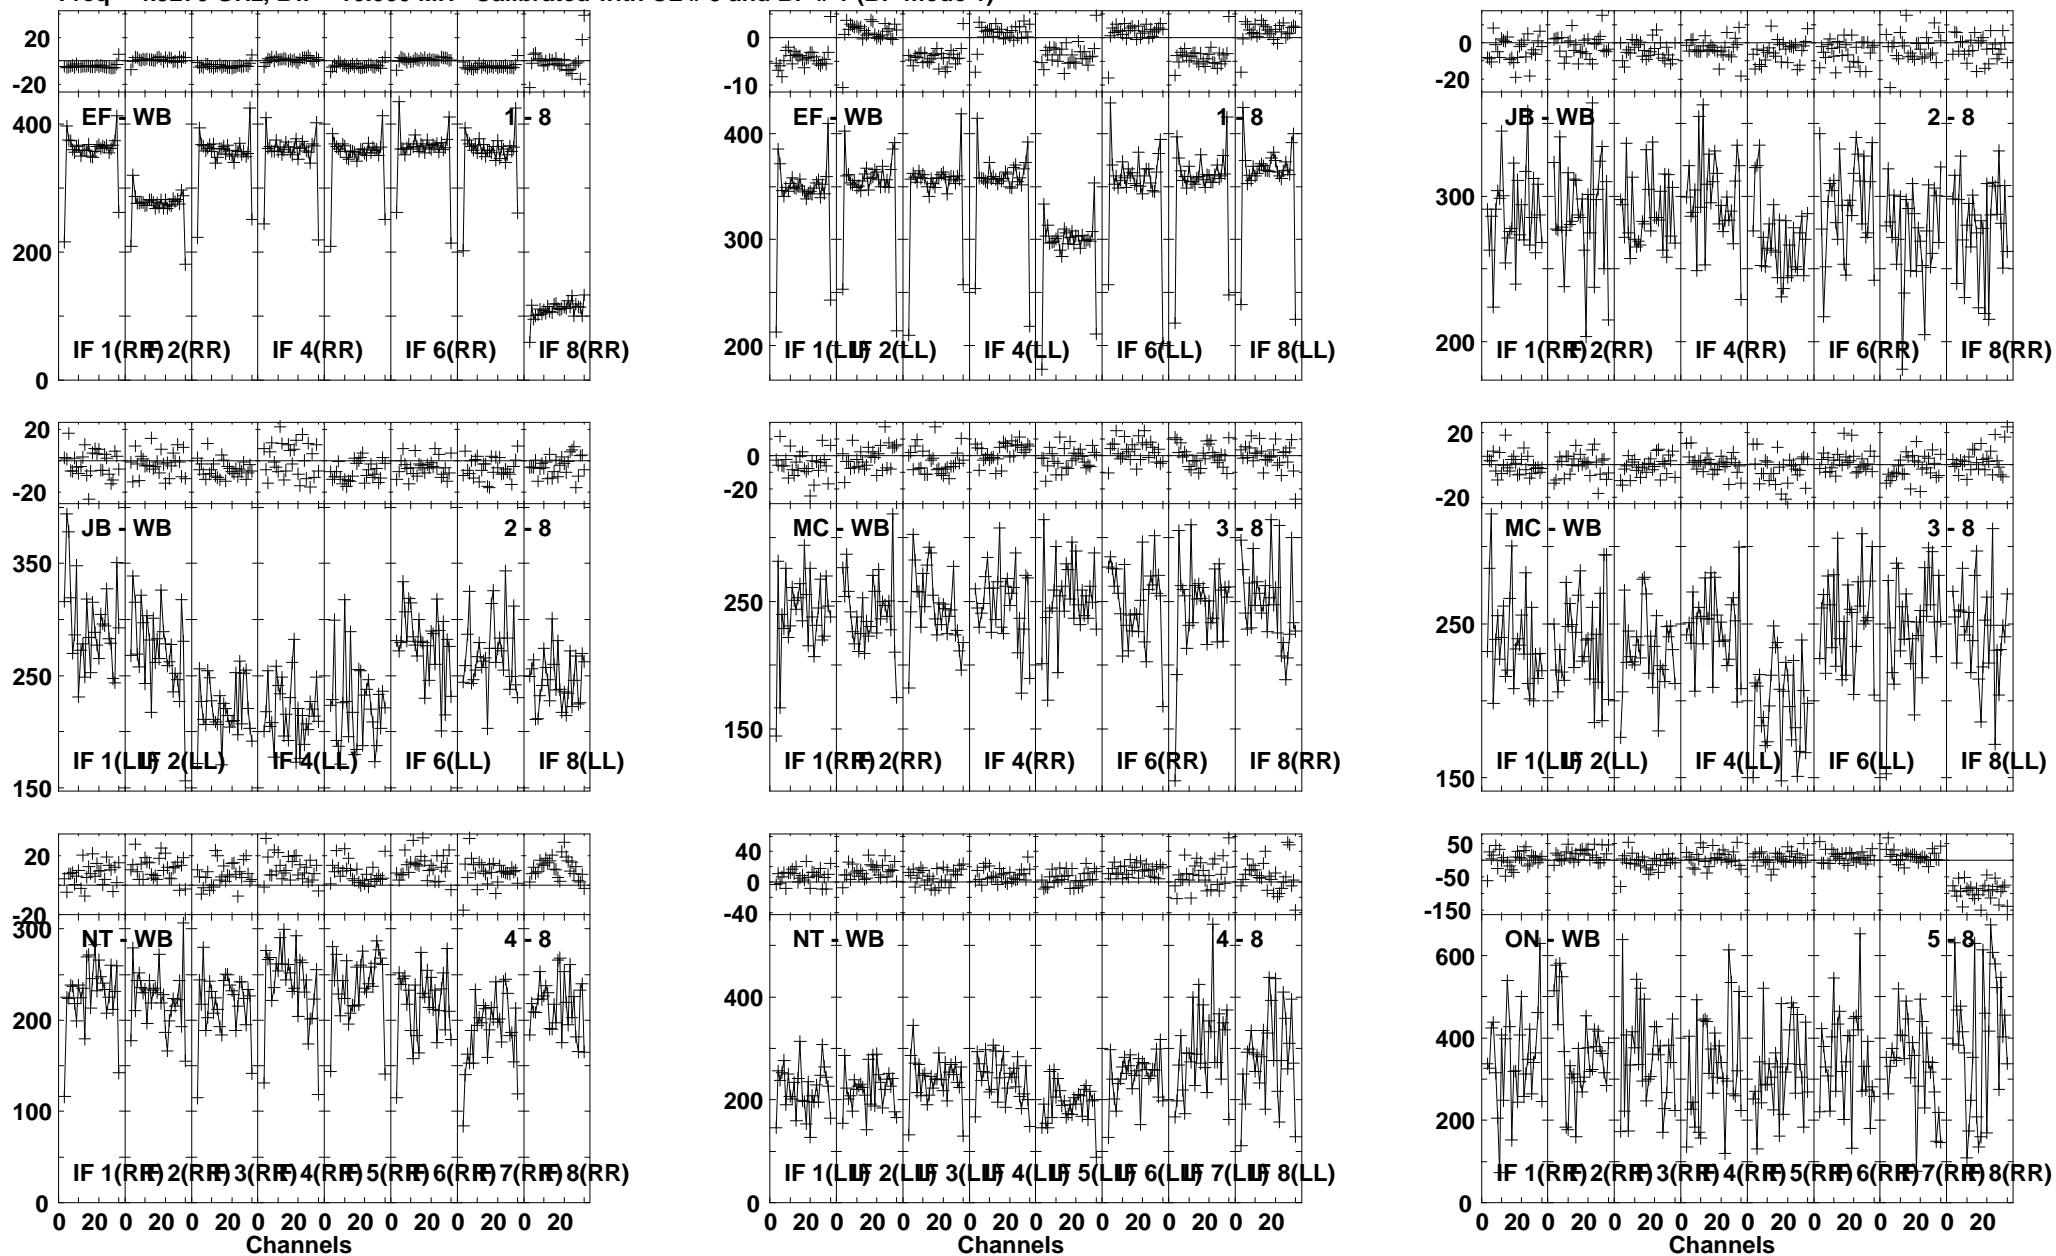 20
0
-20
EF - WB 1 - 8
400
200
0
IF 1(RR) IF 2(RR) IF 4(RR) IF 6(RR) IF 8(RR)
0
-10
EF - WB 1 - 8
400
300
200
IF 1(LL) IF 2(LL) IF 4(LL) IF 6(LL) IF 8(LL)
0
-20
JB - WB 2 - 8
300
200
IF 1(RR) IF 2(RR) IF 4(RR) IF 6(RR) IF 8(RR)
20
0
-20
JB - WB 2 - 8
350
250
150
IF 1(LL) IF 2(LL) IF 4(LL) IF 6(LL) IF 8(LL)
0
-20
MC - WB 3 - 8
250
150
IF 1(RR) IF 2(RR) IF 4(RR) IF 6(RR) IF 8(RR)
20
0
-20
MC - WB 3 - 8
250
150
IF 1(LL) IF 2(LL) IF 4(LL) IF 6(LL) IF 8(LL)
20
-20
300
NT - WB 4 - 8
200
100
0
IF 1(RR) IF 2(RR) IF 3(RR) IF 4(RR) IF 5(RR) IF 6(RR) IF 7(RR) IF 8(RR)
0 20 0 20 0 20 0 20 0 20 0 20 0 20 0 20
Channels
40
0
-40
NT - WB 4 - 8
400
200
0
IF 1(LL) IF 2(LL) IF 3(LL) IF 4(LL) IF 5(LL) IF 6(LL) IF 7(LL) IF 8(LL)
0 20 0 20 0 20 0 20 0 20 0 20 0 20 0 20
Channels
50
-50
-150
ON - WB 5 - 8
600
400
200
0
IF 1(RR) IF 2(RR) IF 3(RR) IF 4(RR) IF 5(RR) IF 6(RR) IF 7(RR) IF 8(RR)
0 20 0 20 0 20 0 20 0 20 0 20 0 20 0 20
Channels